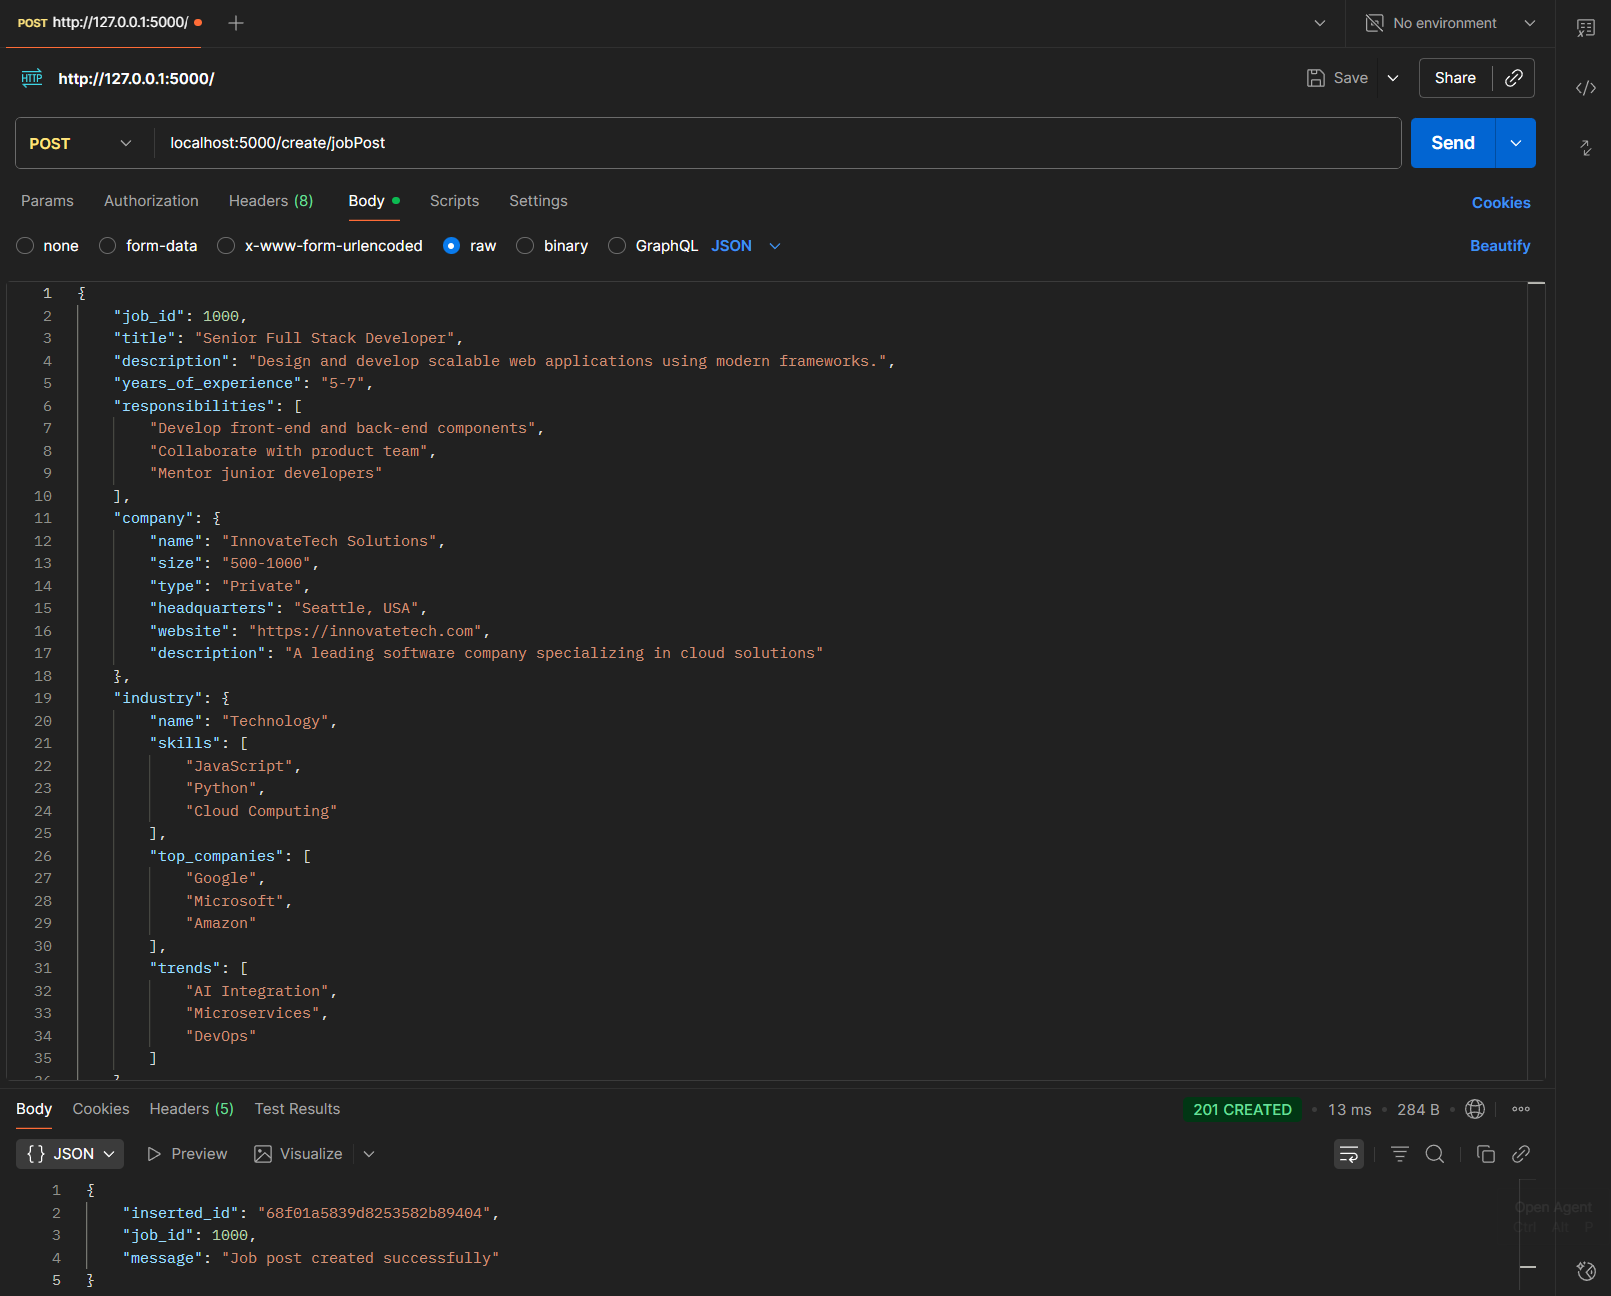 POST http://127.0.0.1:5000/
No environment
HTTP http://127.0.0.1:5000/
Save
Share
POST localhost:5000/create/jobPost
Send
Params Authorization Headers (8) Body Scripts Settings Cookies
none form-data x-www-form-urlencoded raw binary GraphQL JSON Beautify
1 {
2 "job_id": 1000,
3 "title": "Senior Full Stack Developer",
4 "description": "Design and develop scalable web applications using modern frameworks.",
5 "years_of_experience": "5-7",
6 "responsibilities": [
7 "Develop front-end and back-end components",
8 "Collaborate with product team",
9 "Mentor junior developers"
10 ],
11 "company": {
12 "name": "InnovateTech Solutions",
13 "size": "500-1000",
14 "type": "Private",
15 "headquarters": "Seattle, USA",
16 "website": "https://innovatetech.com",
17 "description": "A leading software company specializing in cloud solutions"
18 },
19 "industry": {
20 "name": "Technology",
21 "skills": [
22 "JavaScript",
23 "Python",
24 "Cloud Computing"
25 ],
26 "top_companies": [
27 "Google",
28 "Microsoft",
29 "Amazon"
30 ],
31 "trends": [
32 "AI Integration",
33 "Microservices",
34 "DevOps"
35 ]
Body Cookies Headers (5) Test Results 201 CREATED 13 ms 284 B
{} JSON Preview Visualize
1 {
2 "inserted_id": "68f01a5839d8253582b89404",
3 "job_id": 1000,
4 "message": "Job post created successfully"
5 }
Open Agent
Ctrl Alt P